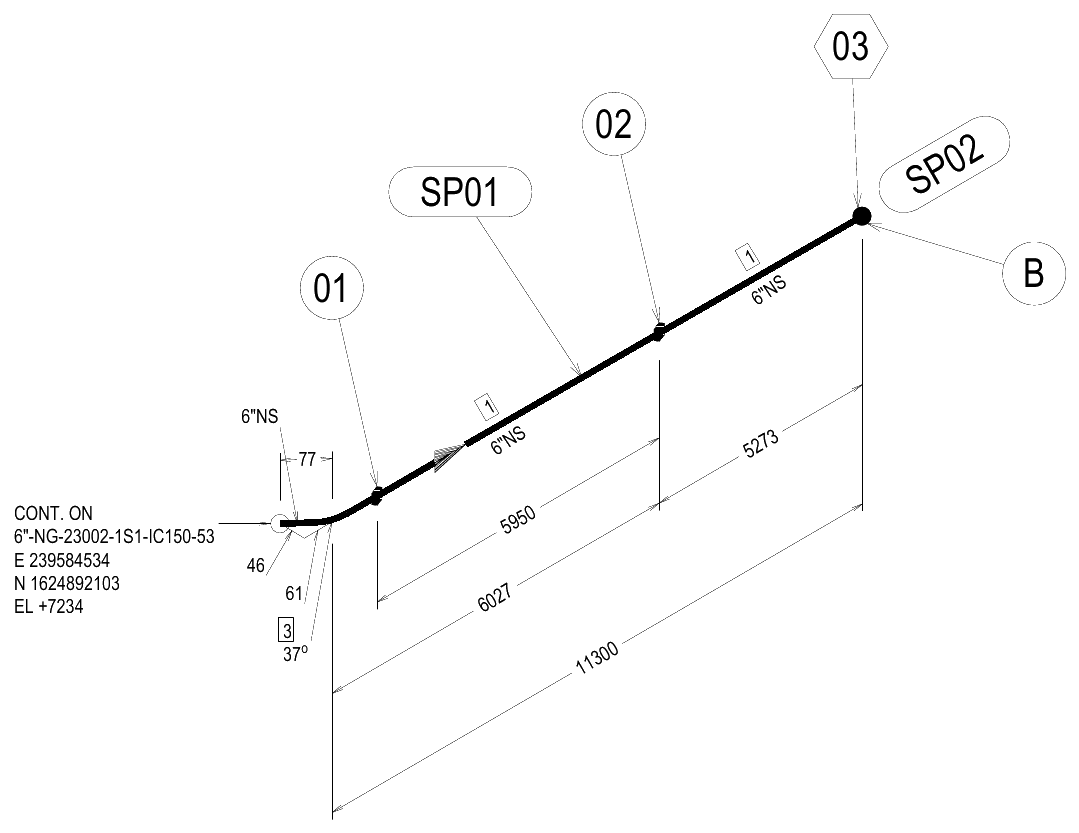 03
02
SP02
SP01
1
6"NS
B
01
1
6"NS
6"NS
77
5273
CONT. ON
6"-NG-23002-1S1-IC150-53
E 239584534
N 1624892103
EL +7234
5950
46
61
6027
3
37º
11300